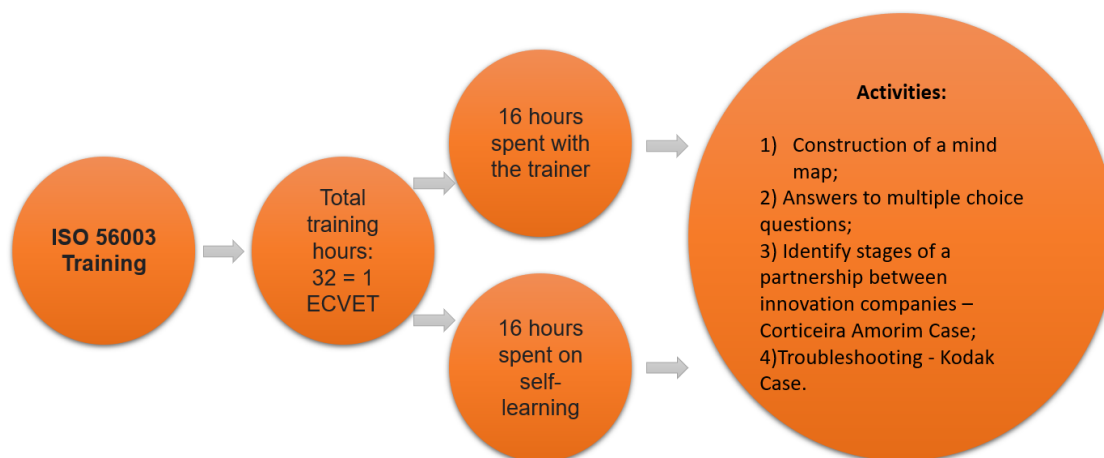 ISO 56003
Training
Total
training
hours:
32 = 1
ECVET
16 hours
spent with
the trainer
16 hours
spent on
self-
learning
Activities:
1) Construction of a mind
map;
2) Answers to multiple choice
questions;
3) Identify stages of a
partnership between
innovation companies –
Corticeira Amorim Case;
4)Troubleshooting - Kodak
Case.